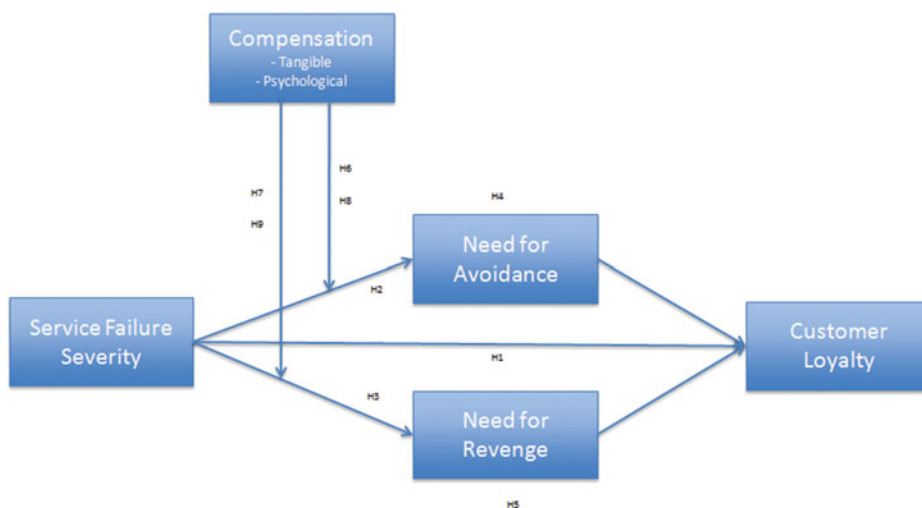 Compensation
- Tangible
- Psychological
H6
H7
H8
H9
H4
Need for
Avoidance
H2
Service Failure
Severity
Customer
Loyalty
H1
H3
Need for
Revenge
H5